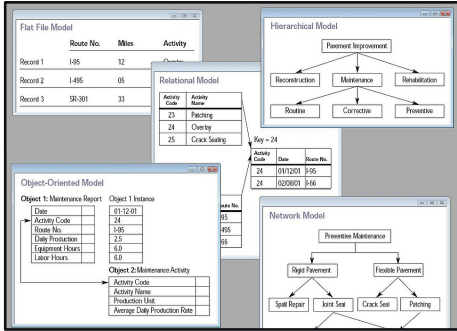 Flat File Model
Route No. Miles Activity
Record 1 I-95 12
Record 2 I-495 05
Record 3 SR-301 33
Relational Model
Activity Code Activity Name
23 Patching
24 Overlay
25 Crack Sealing
Key = 24
Activity Code Date Route No.
24 01/12/01 I-95
24 02/08/01 I-66
oute No.
95
495
66
Hierarchical Model
Pavement Improvement
Reconstruction Maintenance Rehabilitation
Routine Corrective Preventive
Object-Oriented Model
Object 1: Maintenance Report Object 1 Instance
Date 01-12-01
Activity Code 24
Route No. I-95
Daily Production 2.5
Equipment Hours 6.0
Labor Hours 6.0
Object 2: Maintenance Activity
Activity Code
Activity Name
Production Unit
Average Daily Production Rate
Network Model
Preventive Maintenance
Rigid Pavement Flexible Pavement
Spall Repair Joint Seal Crack Seal Patching